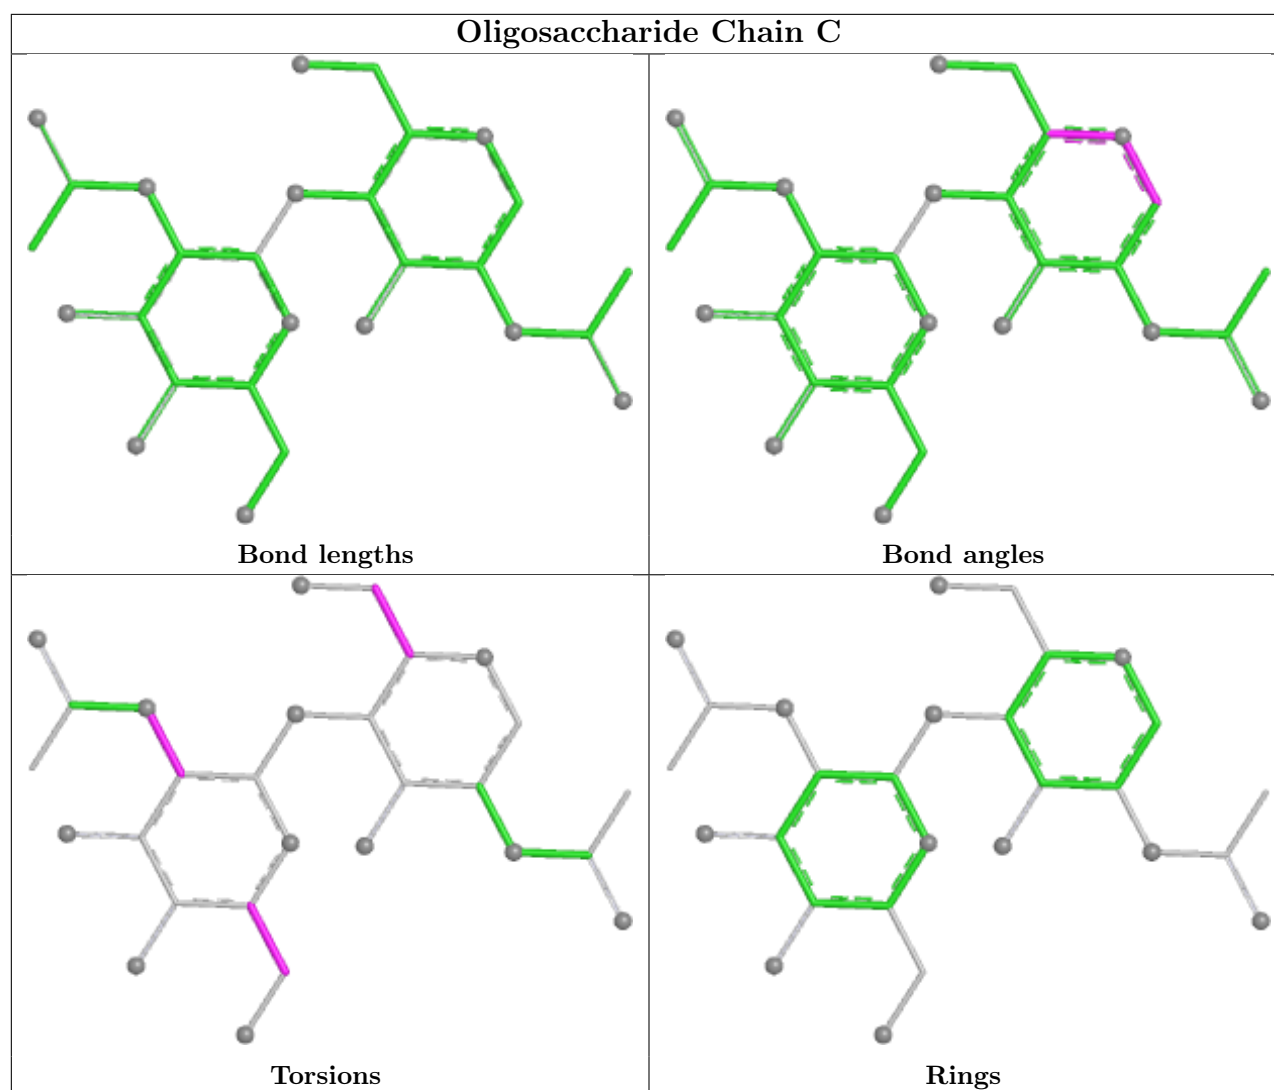 Oligosaccharide Chain C
Bond lengths
Bond angles
Torsions
Rings